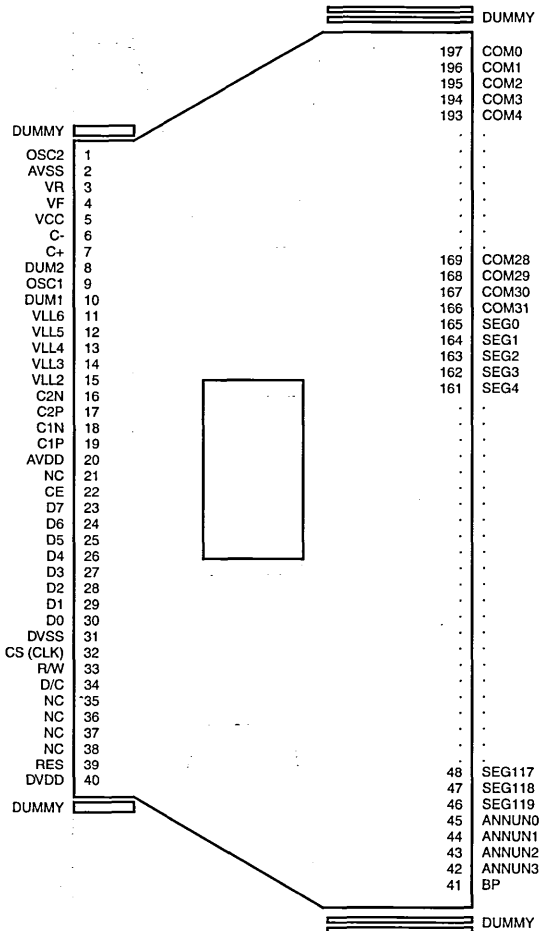 DUMMY
197 COM0
196 COM1
195 COM2
194 COM3
193 COM4
169 COM28
168 COM29
167 COM30
166 COM31
165 SEG0
164 SEG1
163 SEG2
162 SEG3
161 SEG4
48 SEG117
47 SEG118
46 SEG119
45 ANNUN0
44 ANNUN1
43 ANNUN2
42 ANNUN3
41 BP
DUMMY
DUMMY
OSC2 1
AVSS 2
VR 3
VF 4
VCC 5
C- 6
C+ 7
DUM2 8
OSC1 9
DUM1 10
VLL6 11
VLL5 12
VLL4 13
VLL3 14
VLL2 15
C2N 16
C2P 17
C1N 18
C1P 19
AVDD 20
NC 21
CE 22
D7 23
D6 24
D5 25
D4 26
D3 27
D2 28
D1 29
D0 30
DVSS 31
CS (CLK) 32
R/W 33
D/C 34
NC 35
NC 36
NC 37
NC 38
RES 39
DVDD 40
DUMMY